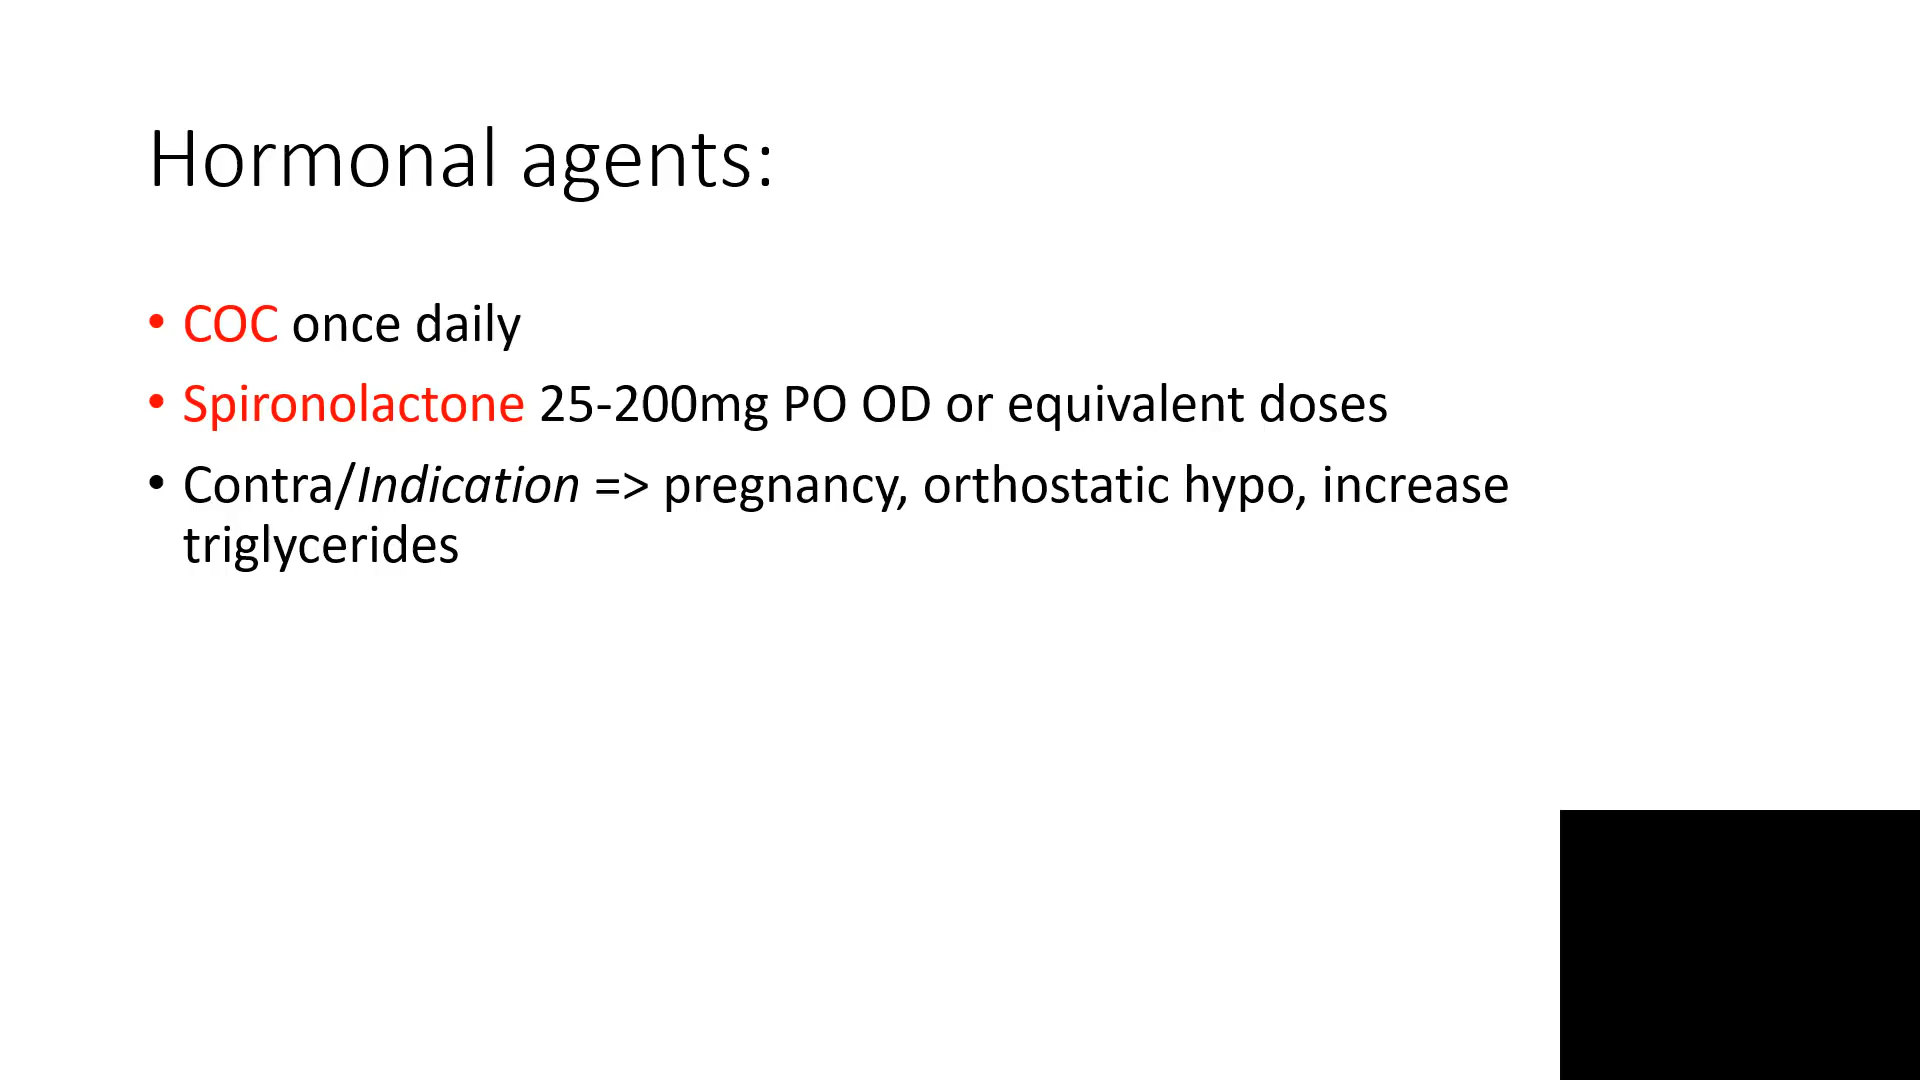 Hormonal agents:
• COC once daily
• Spironolactone 25-200mg PO OD or equivalent doses
• Contra/Indication => pregnancy, orthostatic hypo, increase
triglycerides